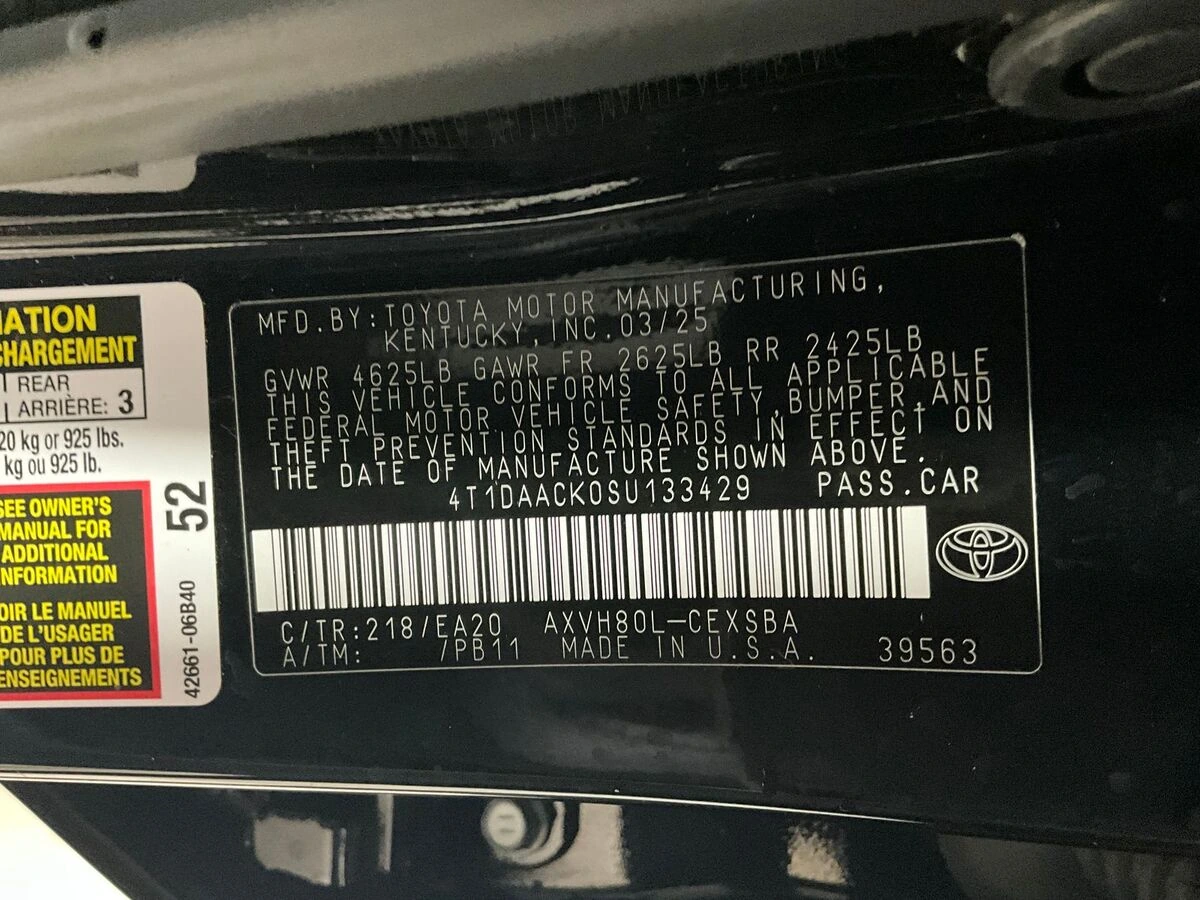 IATION
CHARGEMENT
REAR
ARRIÈRE: 3
20 kg or 925 lbs.
kg ou 925 lb.
SEE OWNER'S
MANUAL FOR
ADDITIONAL
NFORMATION
OIR LE MANUEL
DE L'USAGER
POUR PLUS DE
ENSEIGNEMENTS
52
42661-06B40
MFD.BY:TOYOTA MOTOR MANUFACTURING,
KENTUCKY,INC.03/25
GVWR 4625LB GAWR FR 2625LB RR 2425LB
THIS VEHICLE CONFORMS TO ALL APPLICABLE
FEDERAL MOTOR VEHICLE SAFETY,BUMPER,AND
THEFT PREVENTION STANDARDS IN EFFECT ON
THE DATE OF MANUFACTURE SHOWN ABOVE.
4T1DAACK0SU133429 PASS.CAR
C/TR:218/EA20 AXVH80L-CEXSBA
A/TM: /PB11 MADE IN U.S.A. 39563